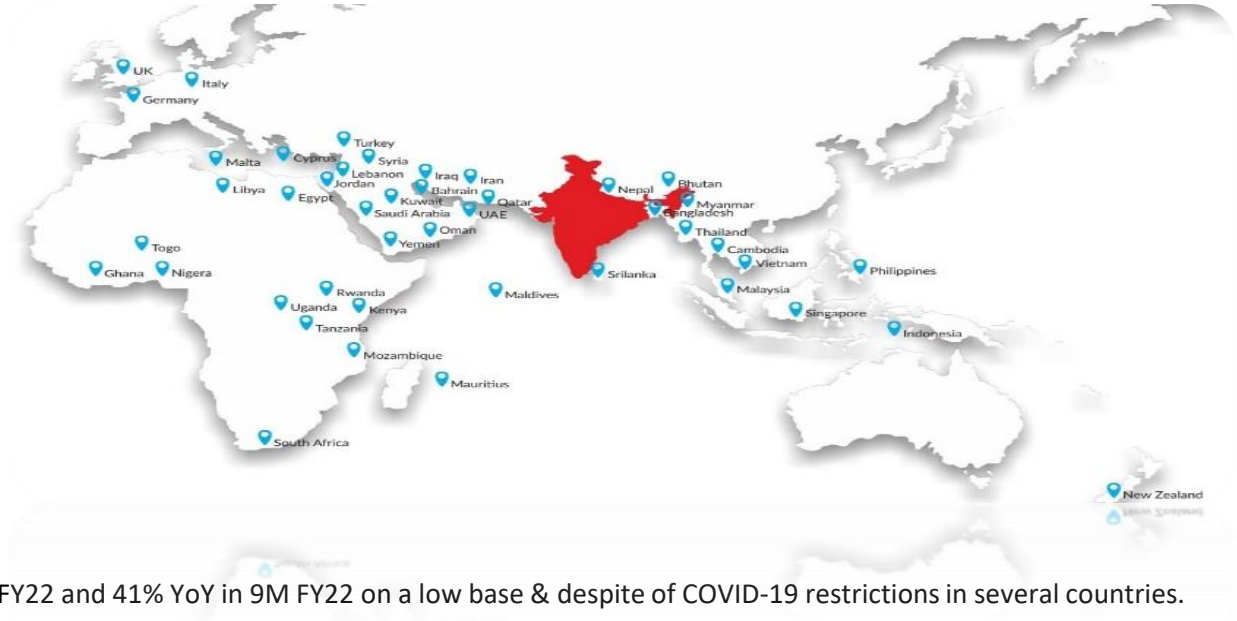 UK
Italy
Germany
Turkey
Cyprus
Syria
Malta
Lebanon
Iraq
Iran
Jordan
Bahrain
Libya
Egypt
Kuwait
Qatar
Saudi Arabia
UAE
Oman
Yemen
Nepal
Bhutan
Myanmar
Bangladesh
Thailand
Cambodia
Vietnam
Philippines
Srilanka
Malaysia
Maldives
Singapore
Indonesia
Togo
Ghana
Nigera
Rwanda
Uganda
Kenya
Tanzania
Mozambique
Mauritius
South Africa
New Zealand
FY22 and 41% YoY in 9M FY22 on a low base & despite of COVID-19 restrictions in several countries.